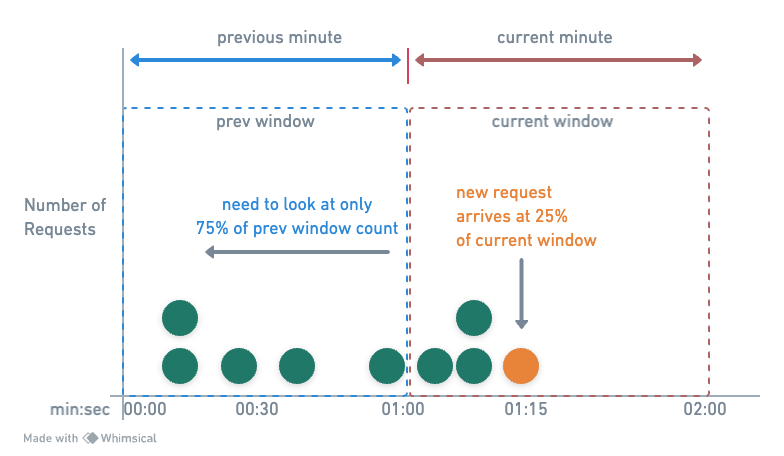 previous minute
current minute
prev window
current window
need to look at only
75% of prev window count
new request
arrives at 25%
of current window
Number of
Requests
min:sec
00:00
00:30
01:00
01:15
02:00
Made with Whimsical